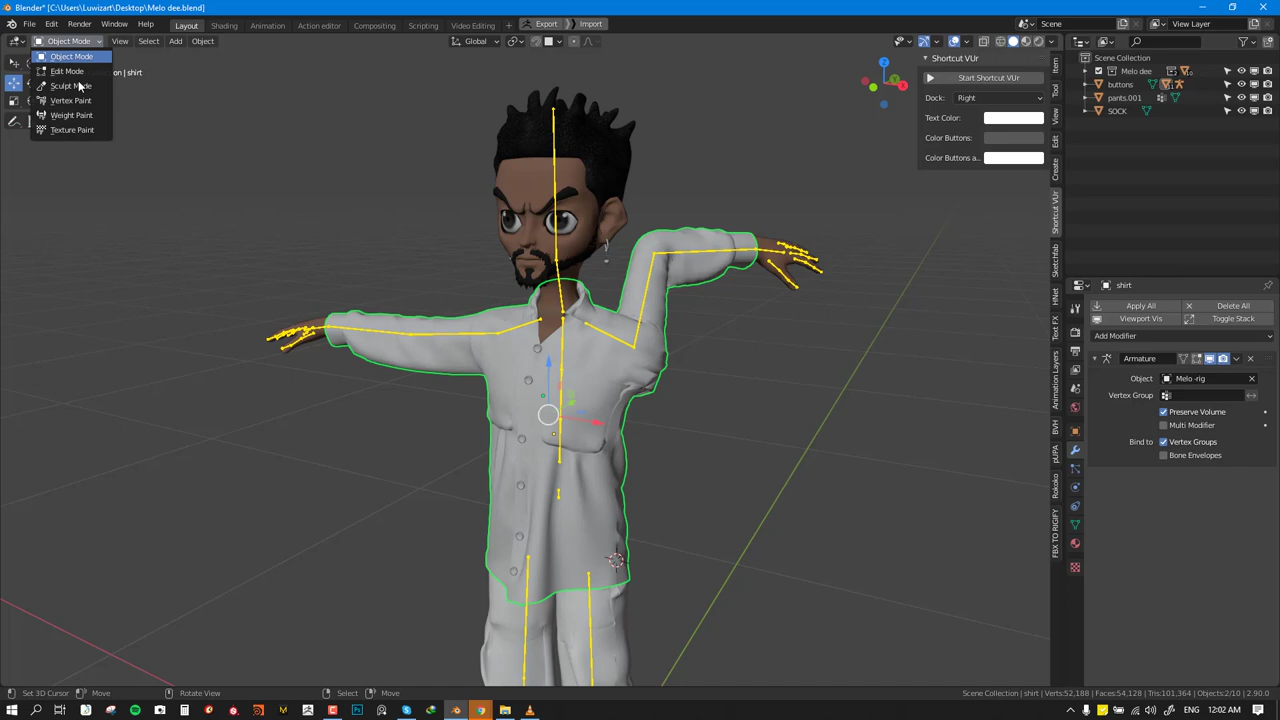 Blender* [C:\Users\Luwizart\Desktop\Melo dee.blend]
File Edit Render Window Help
Layout Shading Animation Action editor Compositing Scripting Video Editing Export Import
Scene View Layer
Object Mode View Select Add Object
Global
Object Mode
Edit Mode
Sculpt Mode
Vertex Paint
Weight Paint
Texture Paint
ion | shirt
Shortcut VUr
Start Shortcut VUr
Dock: Right
Text Color:
Color Buttons:
Color Buttons a...
Item
Tool
View
Edit
Create
Shortcut VUr
Sketchfab
HNet
Text FX
Animation Layers
BVH
pUPA
Rokoko
FBX TO RIGIFY
Scene Collection
Melo dee
buttons
pants.001
SOCK
shirt
Apply All Delete All
Viewport Vis Toggle Stack
Add Modifier
Armature
Object Melo -rig
Vertex Group
Preserve Volume
Multi Modifier
Bind to Vertex Groups
Bone Envelopes
Set 3D Cursor Move Rotate View Select Move
Scene Collection | shirt | Verts:52,188 | Faces:54,128 | Tris:101,364 | Objects:2/10 | 2.90.0
ENG 12:02 AM